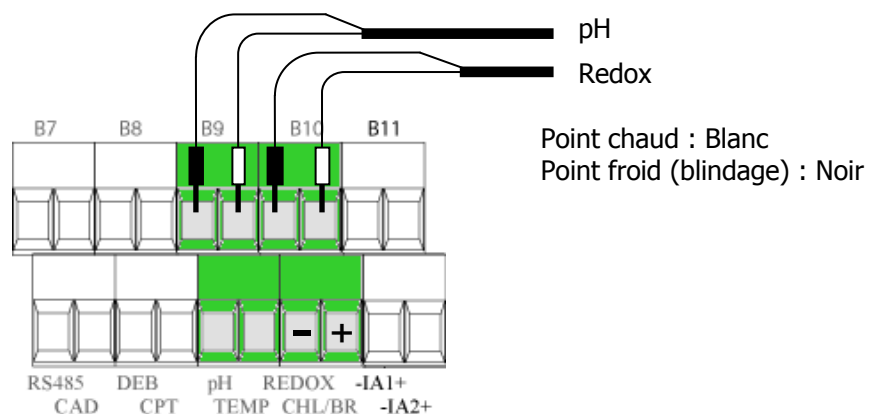 pH
Redox
Point chaud : Blanc
Point froid (blindage) : Noir
B7 B8 B9 B10 B11
- +
RS485 DEB pH REDOX -IA1+
CAD CPT TEMP CHL/BR -IA2+